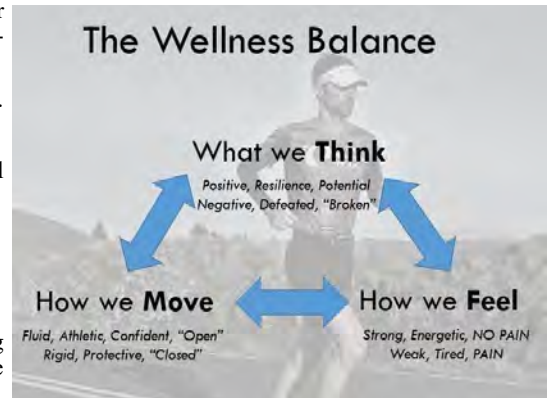 The Wellness Balance
What we Think
Positive, Resilience, Potential
Negative, Defeated, “Broken”
How we Move
Fluid, Athletic, Confident, “Open”
Rigid, Protective, “Closed”
How we Feel
Strong, Energetic, NO PAIN
Weak, Tired, PAIN